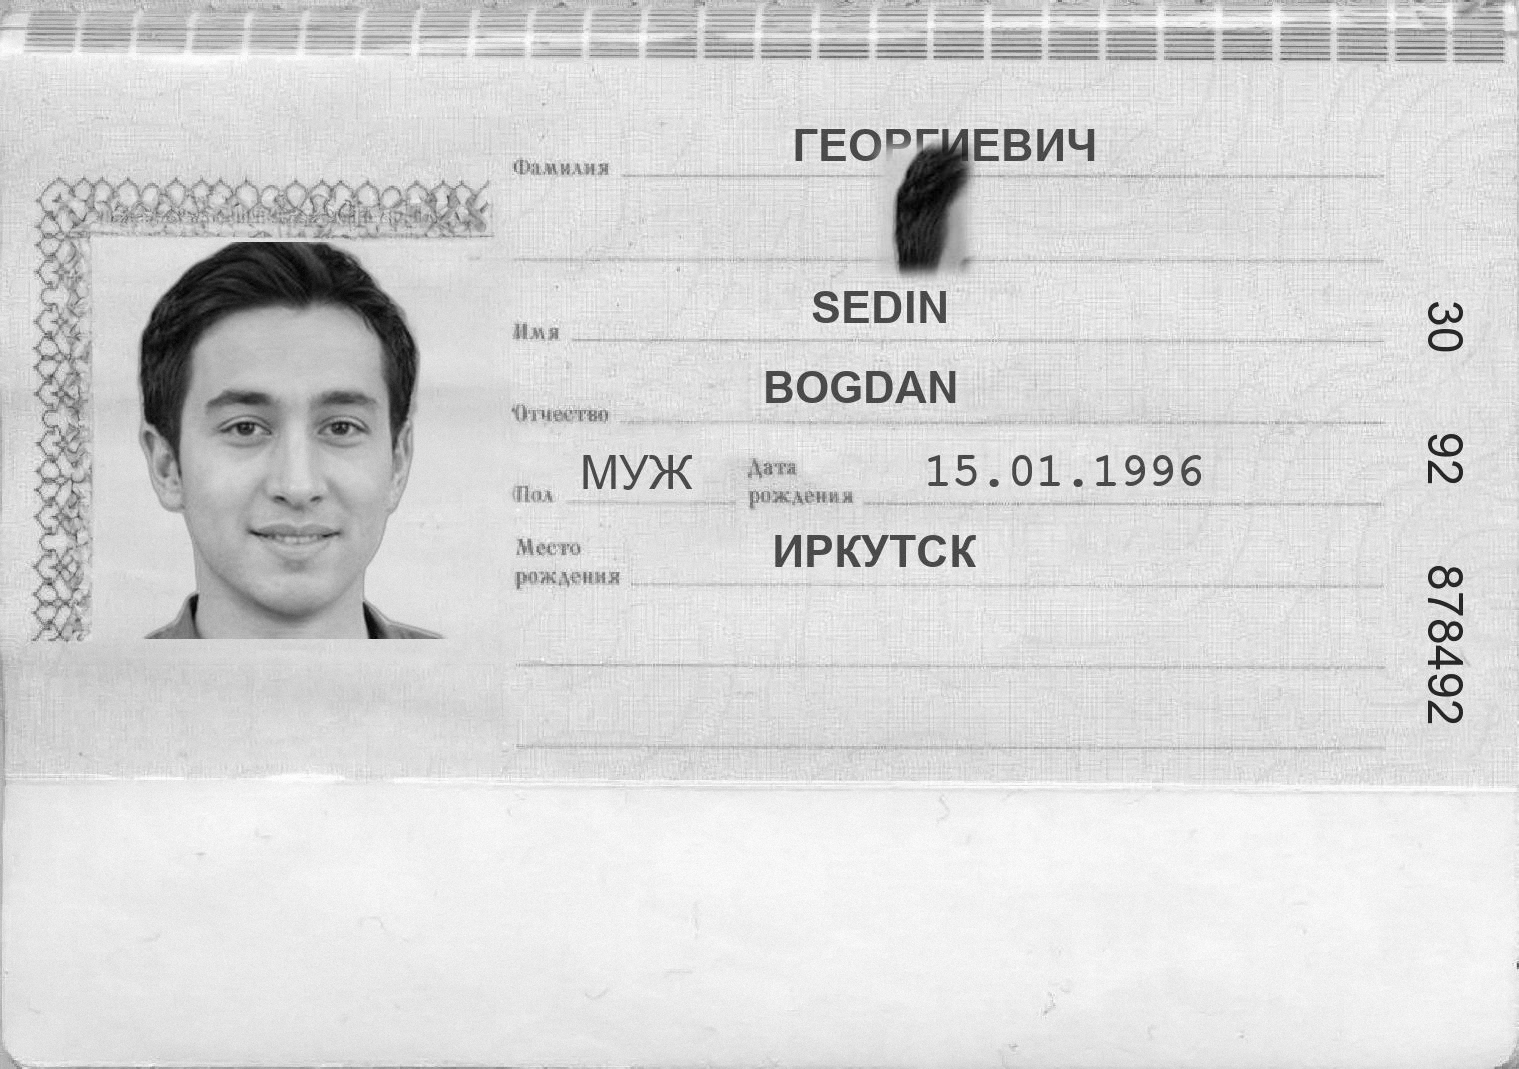 Фамилия ГЕОРГИЕВИЧ
Имя SEDIN
Отчество BOGDAN
Пол МУЖ Дата рождения 15.01.1996
Место рождения ИРКУТСК
30 92 878492